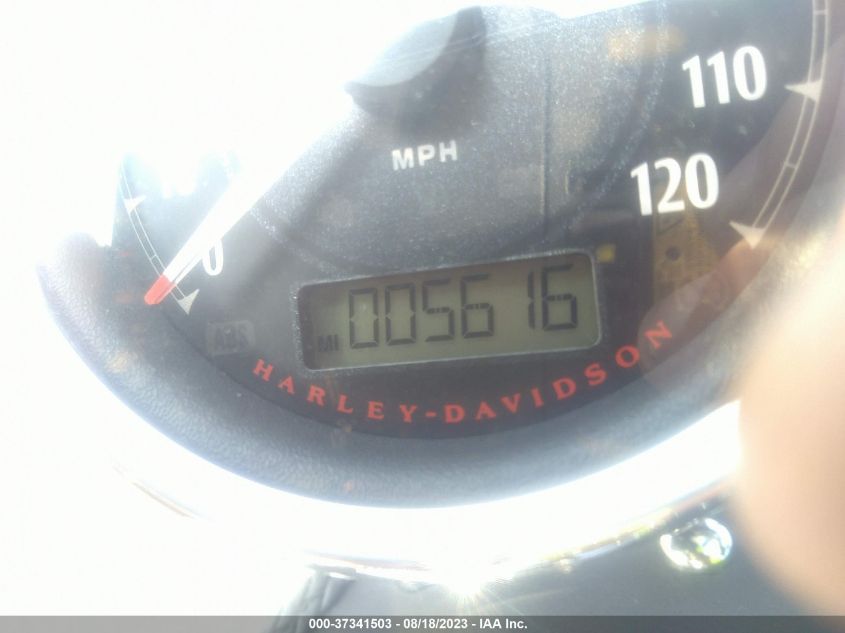 110
MPH
120
0
ABS
MI 005616
HARLEY-DAVIDSON
000-37341503 - 08/18/2023 - IAA Inc.